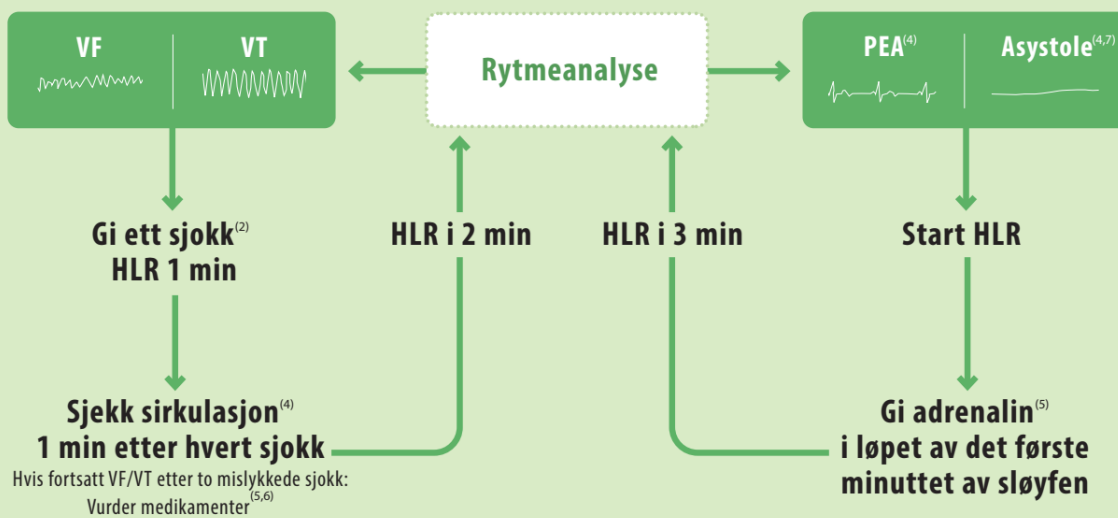 VF
VT
Rytmeanalyse
PEA(4)
Asystole(4,7)
Gi ett sjokk(2)
HLR 1 min
HLR i 2 min
HLR i 3 min
Start HLR
Sjekk sirkulasjon(4)
1 min etter hvert sjokk
Hvis fortsatt VF/VT etter to mislykkede sjokk:
Vurder medikamenter(5,6)
Gi adrenalin(5)
i løpet av det første
minuttet av sløyfen